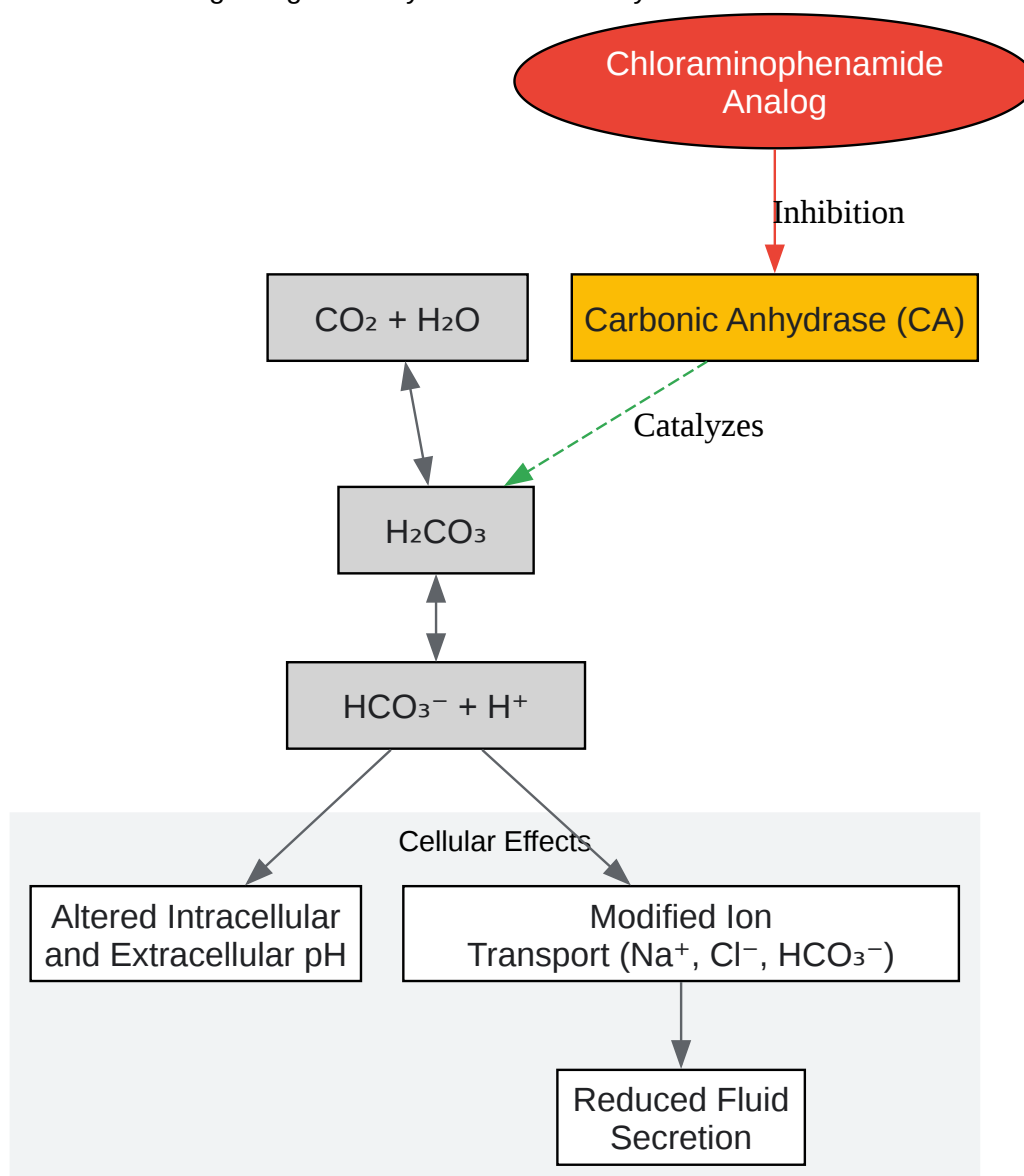 Chloraminophenamide
Analog
Inhibition
CO₂ + H₂O
Carbonic Anhydrase (CA)
Catalyzes
H₂CO₃
HCO₃⁻ + H⁺
Cellular Effects
Altered Intracellular
and Extracellular pH
Modified Ion
Transport (Na⁺, Cl⁻, HCO₃⁻)
Reduced Fluid
Secretion